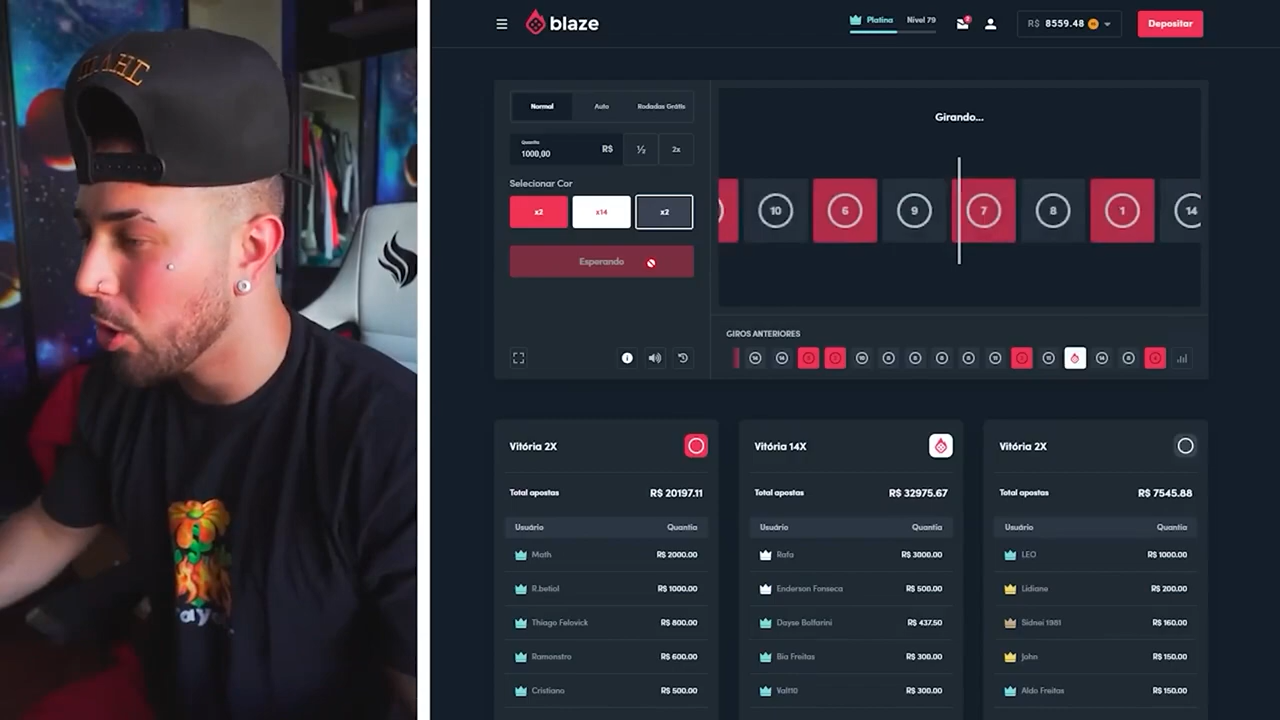 blaze
Platina
Nível 79
2
R$ 8559.48
Depositar
Normal
Auto
Rodadas Grátis
Quantia
1000,00
R$
½
2x
Selecionar Cor
x2
x14
x2
Esperando
Girando...
10
6
9
7
8
1
14
GIROS ANTERIORES
Vitória 2X
Total apostas
R$ 20197.11
Usuário
Quantia
Math
R$ 2000.00
R.betiol
R$ 1000.00
Thiago Felovick
R$ 800.00
Ramonstro
R$ 600.00
Cristiano
R$ 500.00
Vitória 14X
Total apostas
R$ 32975.67
Usuário
Quantia
Rafa
R$ 3000.00
Enderson Fonseca
R$ 500.00
Dayse Bolfarini
R$ 437.50
Bia Freitas
R$ 300.00
Valt10
R$ 300.00
Vitória 2X
Total apostas
R$ 7545.88
Usuário
Quantia
LEO
R$ 1000.00
Lidiane
R$ 200.00
Sidnei 1981
R$ 160.00
John
R$ 150.00
Aldo Freitas
R$ 150.00